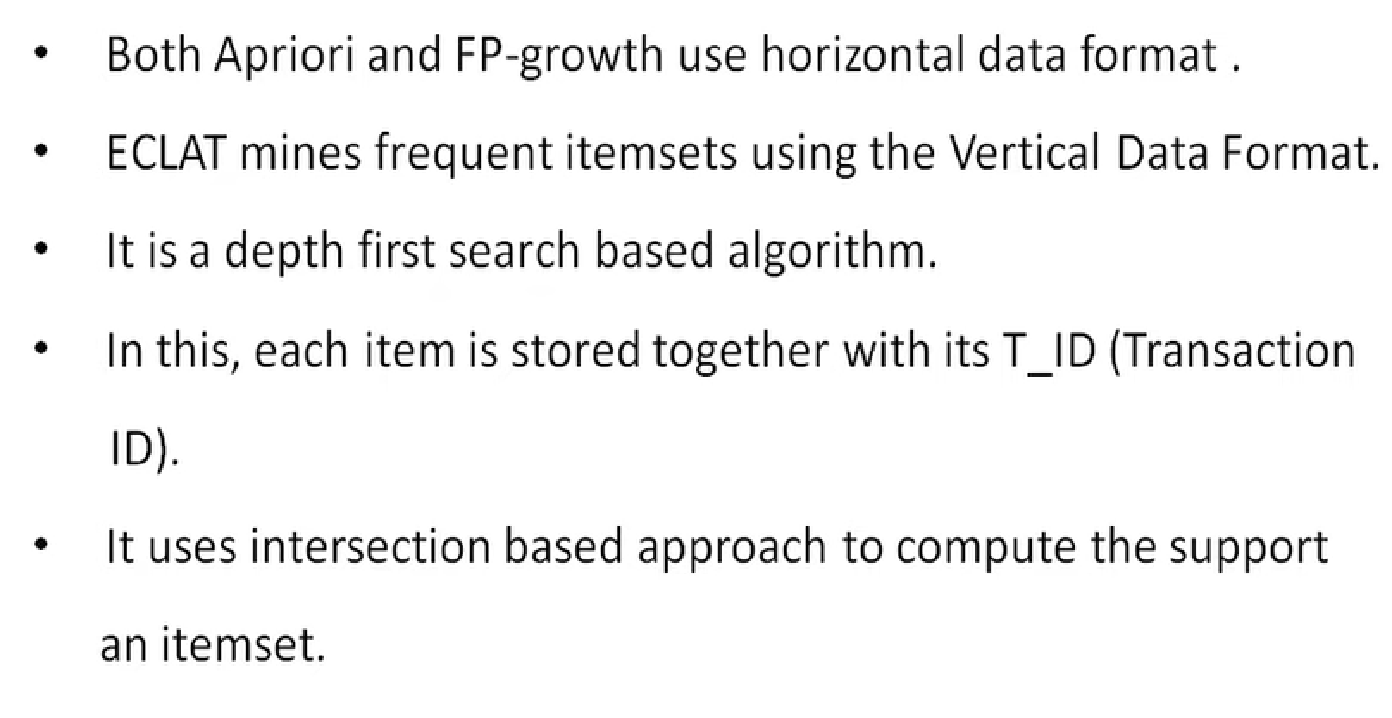 • Both Apriori and FP-growth use horizontal data format .
• ECLAT mines frequent itemsets using the Vertical Data Format.
• It is a depth first search based algorithm.
• In this, each item is stored together with its T_ID (Transaction
ID).
• It uses intersection based approach to compute the support
an itemset.